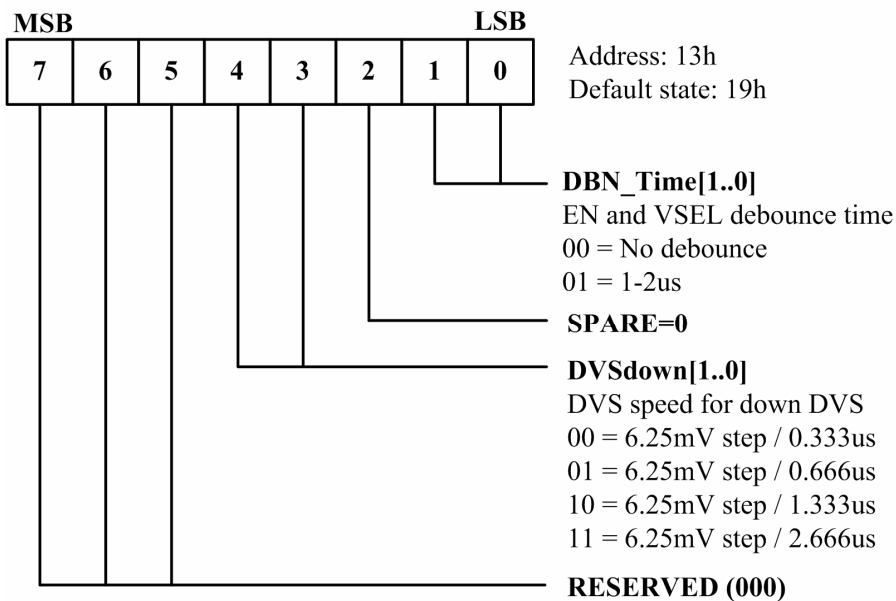 MSB LSB
7 6 5 4 3 2 1 0
Address: 13h
Default state: 19h
DBN_Time[1..0]
EN and VSEL debounce time
00 = No debounce
01 = 1-2us
SPARE=0
DVSdown[1..0]
DVS speed for down DVS
00 = 6.25mV step / 0.333us
01 = 6.25mV step / 0.666us
10 = 6.25mV step / 1.333us
11 = 6.25mV step / 2.666us
RESERVED (000)